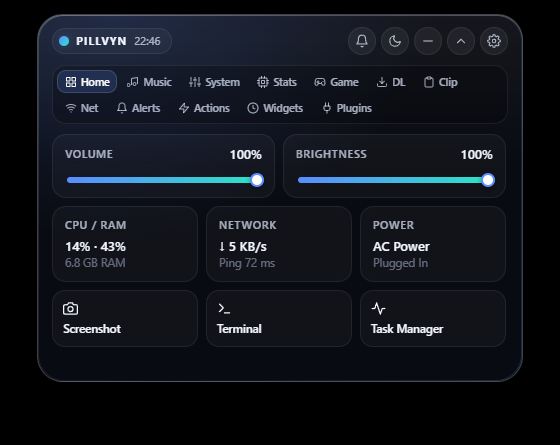 PILLVYN 22:46
Home Music System Stats Game DL Clip
Net Alerts Actions Widgets Plugins
VOLUME 100% BRIGHTNESS 100%
CPU / RAM NETWORK POWER
14% · 43% ↓ 5 KB/s AC Power
6.8 GB RAM Ping 72 ms Plugged In
Screenshot Terminal Task Manager